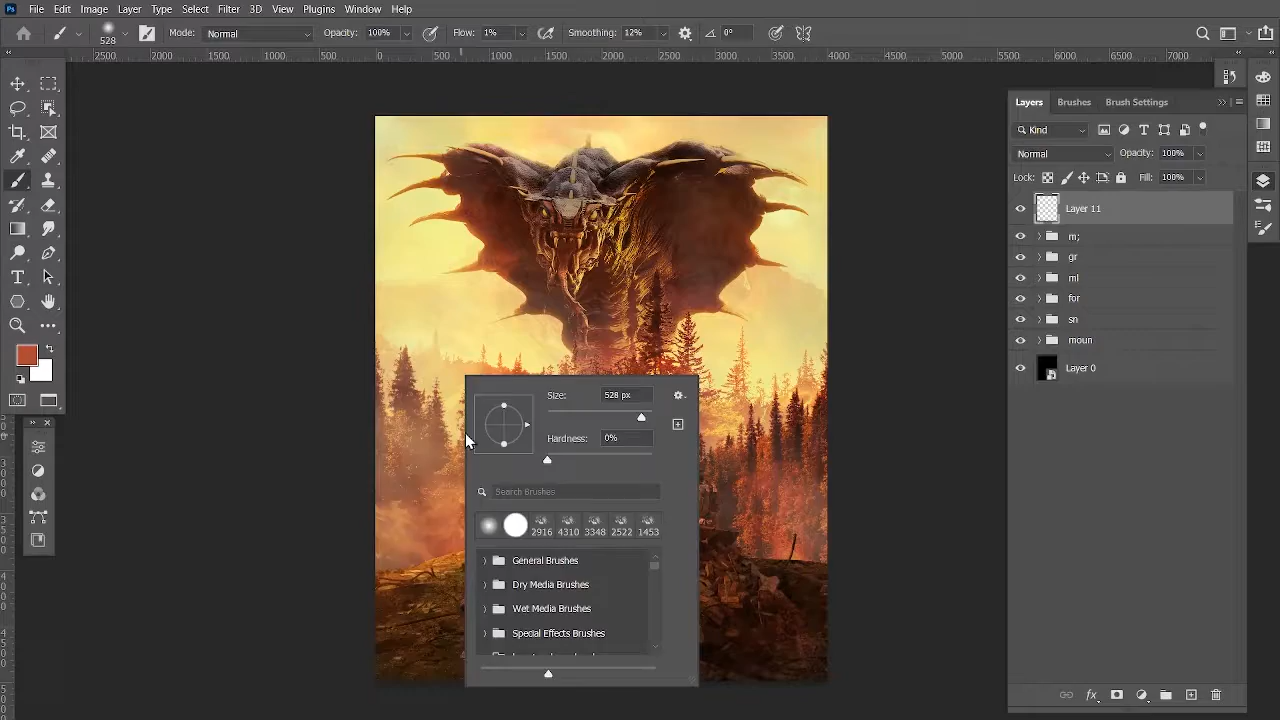 Ps File Edit Image Layer Type Select Filter 3D View Plugins Window Help
528 Mode: Normal Opacity: 100% Flow: 1% Smoothing: 12% 0°
2500 2000 1500 1000 500 0 500 1000 1500 2000 2500 3000 3500 4000 4500 5000 5500 6000 6500 7000
Layers Brushes Brush Settings
Kind
Normal Opacity: 100%
Lock: Fill: 100%
Layer 11
m;
gr
ml
for
sn
moun
Layer 0
Size: 528 px
Hardness: 0%
Search Brushes
2916 4310 3348 2522 1453
General Brushes
Dry Media Brushes
Wet Media Brushes
Special Effects Brushes